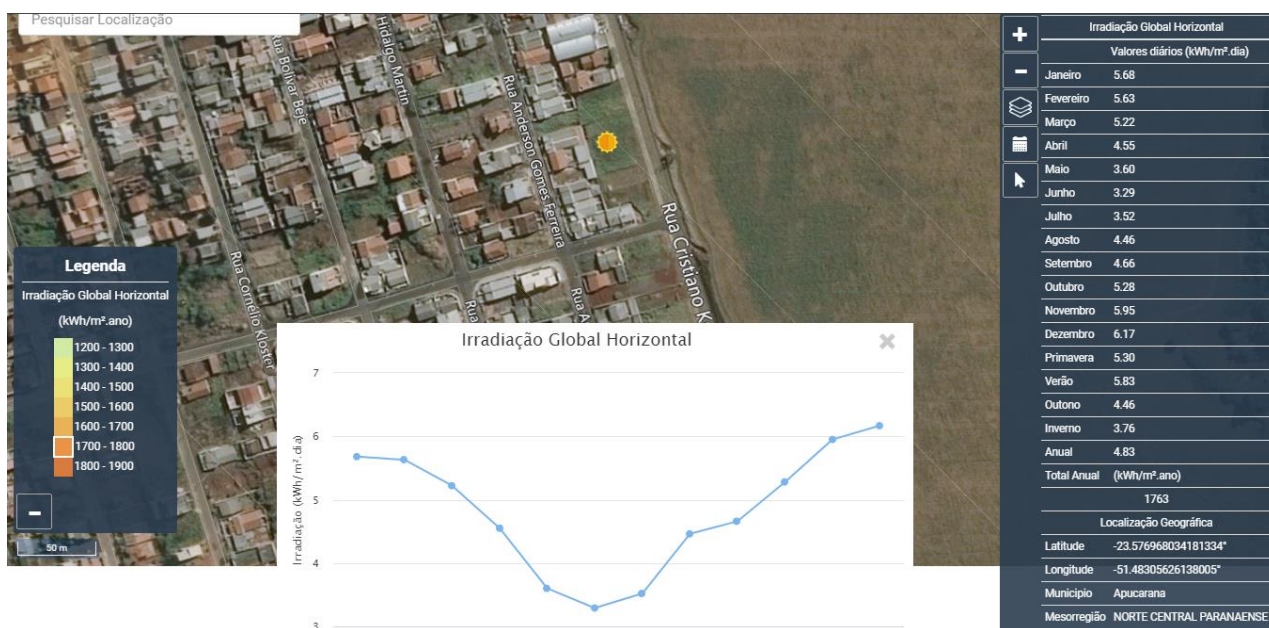 Pesquisar Localização
Rua Bolivar Beje
Hidalgo Martin
Rua Anderson Gomes Ferreira
Rua Cristiano K
Rua Cornélio Kloster
Rua
Rua A
Legenda
Irradiação Global Horizontal
(kWh/m².ano)
1200 - 1300
1300 - 1400
1400 - 1500
1500 - 1600
1600 - 1700
1700 - 1800
1800 - 1900
50 m
Irradiação Global Horizontal
Irradiação (kWh/m².dia)
7
6
5
4
3
Irradiação Global Horizontal
Valores diários (kWh/m².dia)
Janeiro 5.68
Fevereiro 5.63
Março 5.22
Abril 4.55
Maio 3.60
Junho 3.29
Julho 3.52
Agosto 4.46
Setembro 4.66
Outubro 5.28
Novembro 5.95
Dezembro 6.17
Primavera 5.30
Verão 5.83
Outono 4.46
Inverno 3.76
Anual 4.83
Total Anual (kWh/m².ano)
1763
Localização Geográfica
Latitude -23.576968034181334°
Longitude -51.48305626138005°
Municipio Apucarana
Mesorregião NORTE CENTRAL PARANAENSE